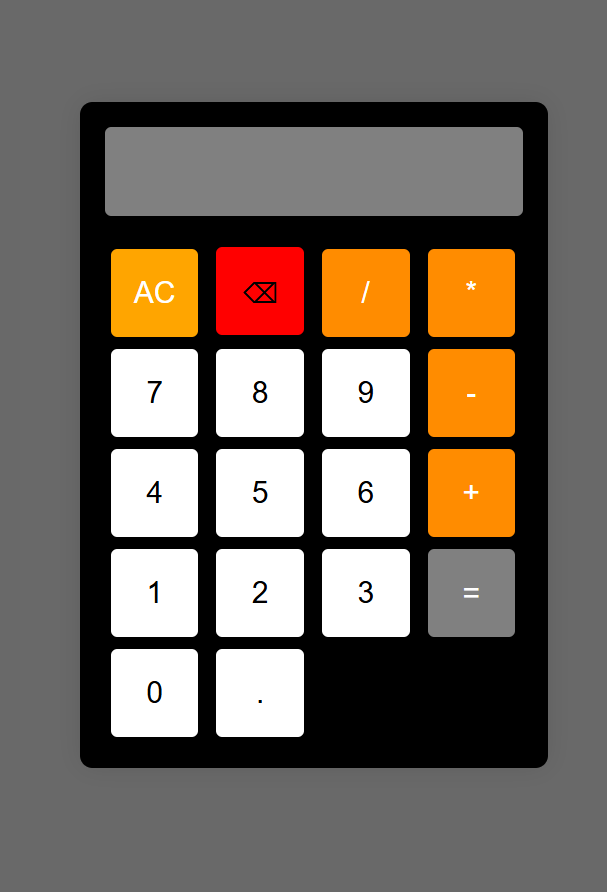 AC ⌫ / *
7 8 9 -
4 5 6 +
1 2 3 =
0 .